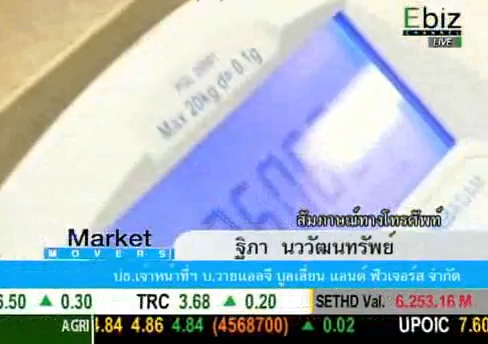 Ebiz
CHANNEL
LIVE
Max 20kg d= 0.1g
สัมภาษณ์ทางโทรศัพท์
Market
MOVERS
ฐิภา นววัฒนทรัพย์
ปธ.เจ้าหน้าที่ฯ บ.วายแอลจี บูลเลี่ยน แอนด์ ฟิวเจอร์ส จำกัด
6.50 ▲ 0.30 TRC 3.68 ▲ 0.20 SETHD Val. 6,253.16 M
AGRI 4.84 4.86 4.84 (4568700) ▲ 0.02 UPOIC 7.60